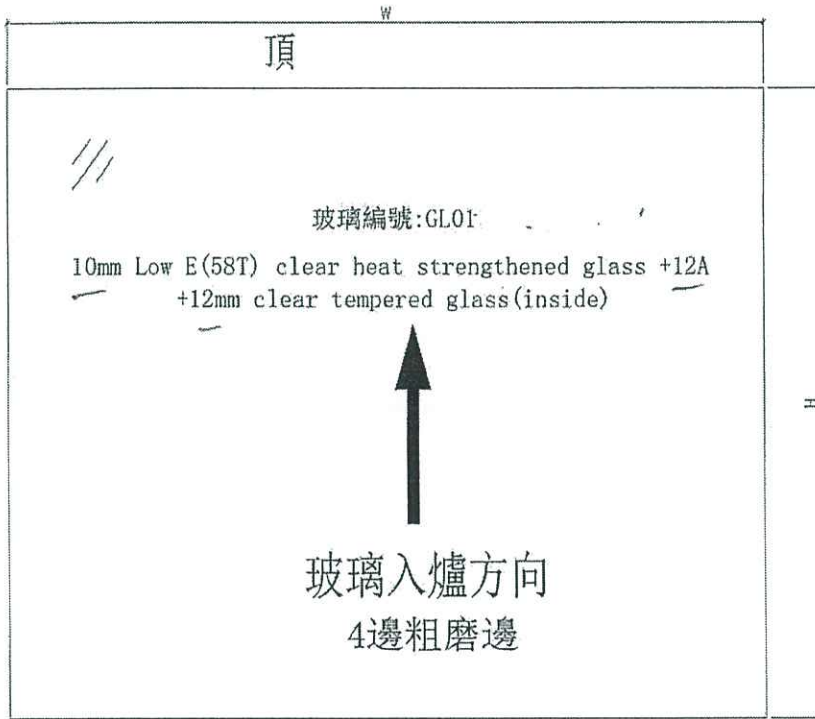 W
頂
玻璃編號:GL01
10mm Low E(58T) clear heat strengthened glass +12A
+12mm clear tempered glass(inside)
H
玻璃入爐方向
4邊粗磨邊